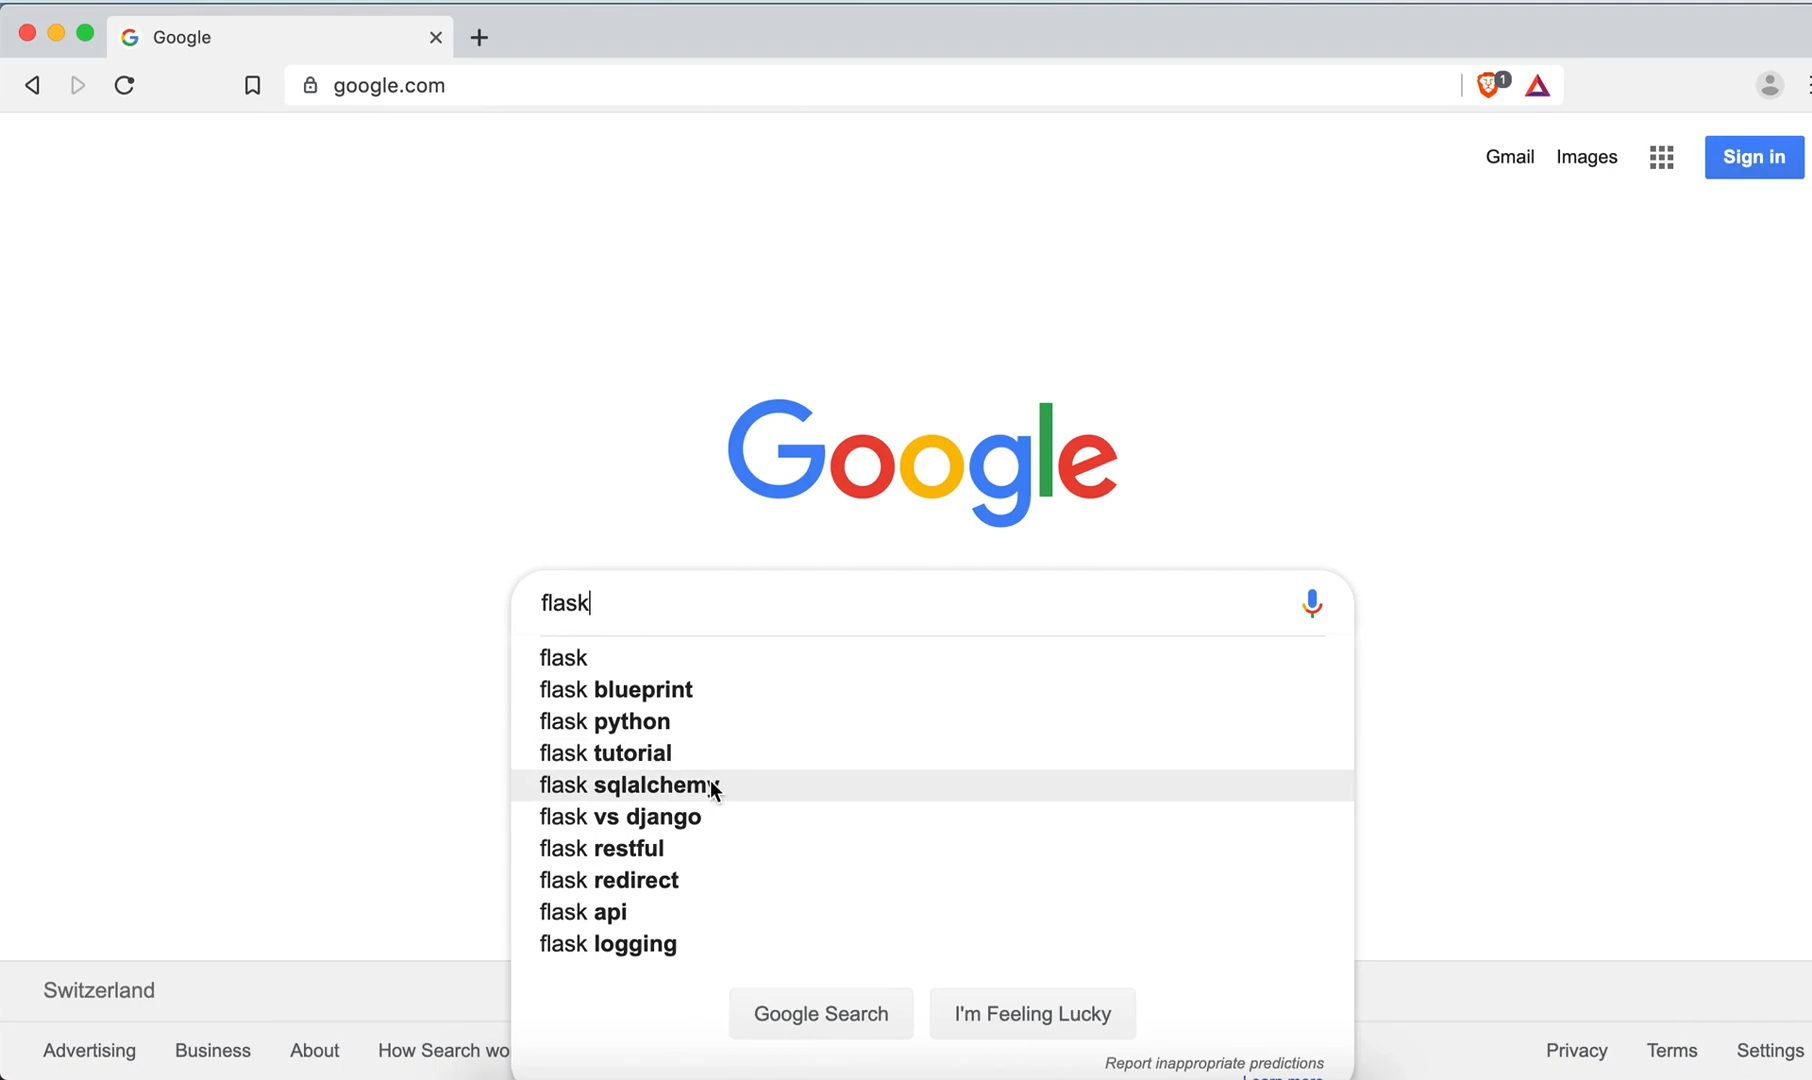 Google
google.com
1
Gmail Images Sign in
Google
flask
flask
flask blueprint
flask python
flask tutorial
flask sqlalchemy
flask vs django
flask restful
flask redirect
flask api
flask logging
Switzerland
Google Search I'm Feeling Lucky
Advertising Business About How Search wo Privacy Terms Settings
Report inappropriate predictions